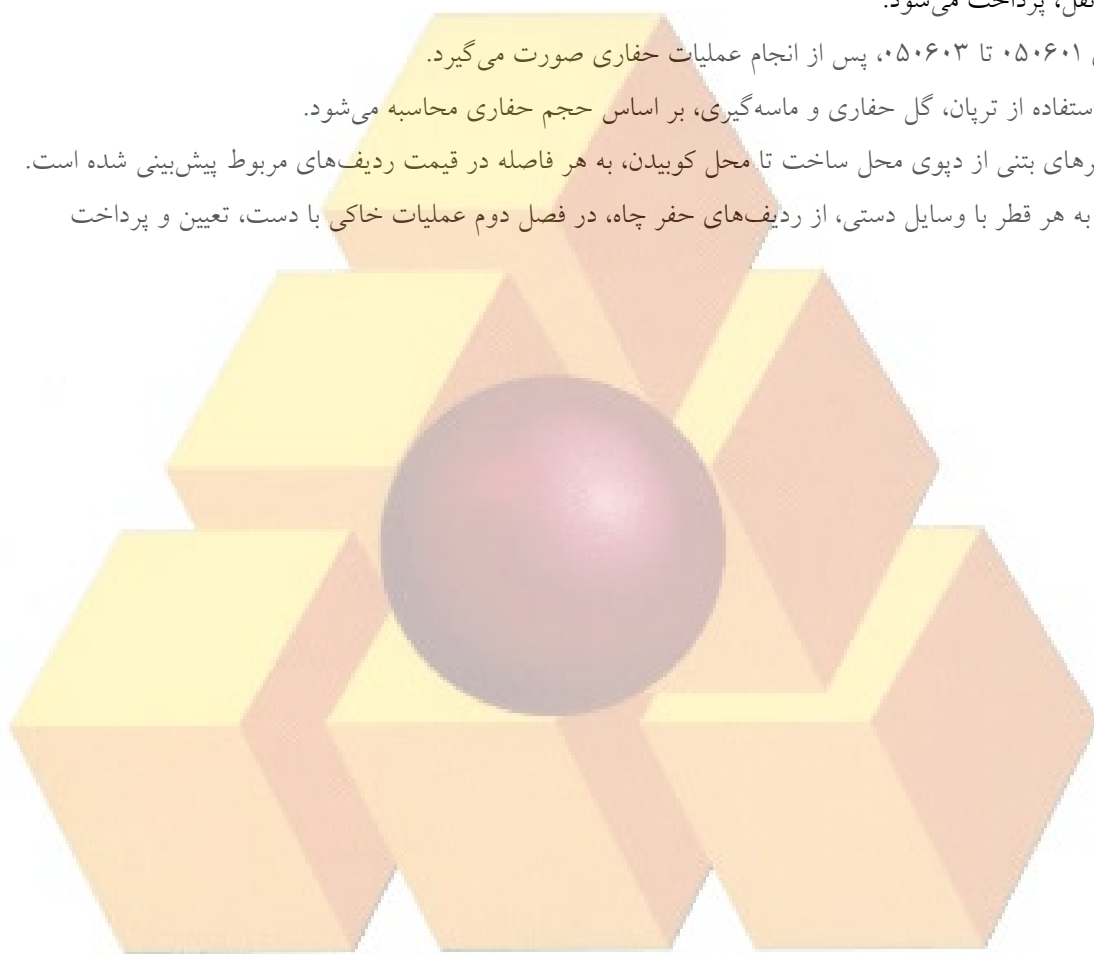 نقل، پرداخت می‌شود.
۰۵۰۶۰۱ تا ۰۵۰۶۰۳، پس از انجام عملیات حفاری صورت می‌گیرد.
ستفاده از ترپان، گل حفاری و ماسه‌گیری، بر اساس حجم حفاری محاسبه می‌شود.
رهای بتنی از دپوی محل ساخت تا محل کوبیدن، به هر فاصله در قیمت ردیف‌های مربوط پیش‌بینی شده است.
به هر قطر با وسایل دستی، از ردیف‌های حفر چاه، در فصل دوم عملیات خاکی با دست، تعیین و پرداخت